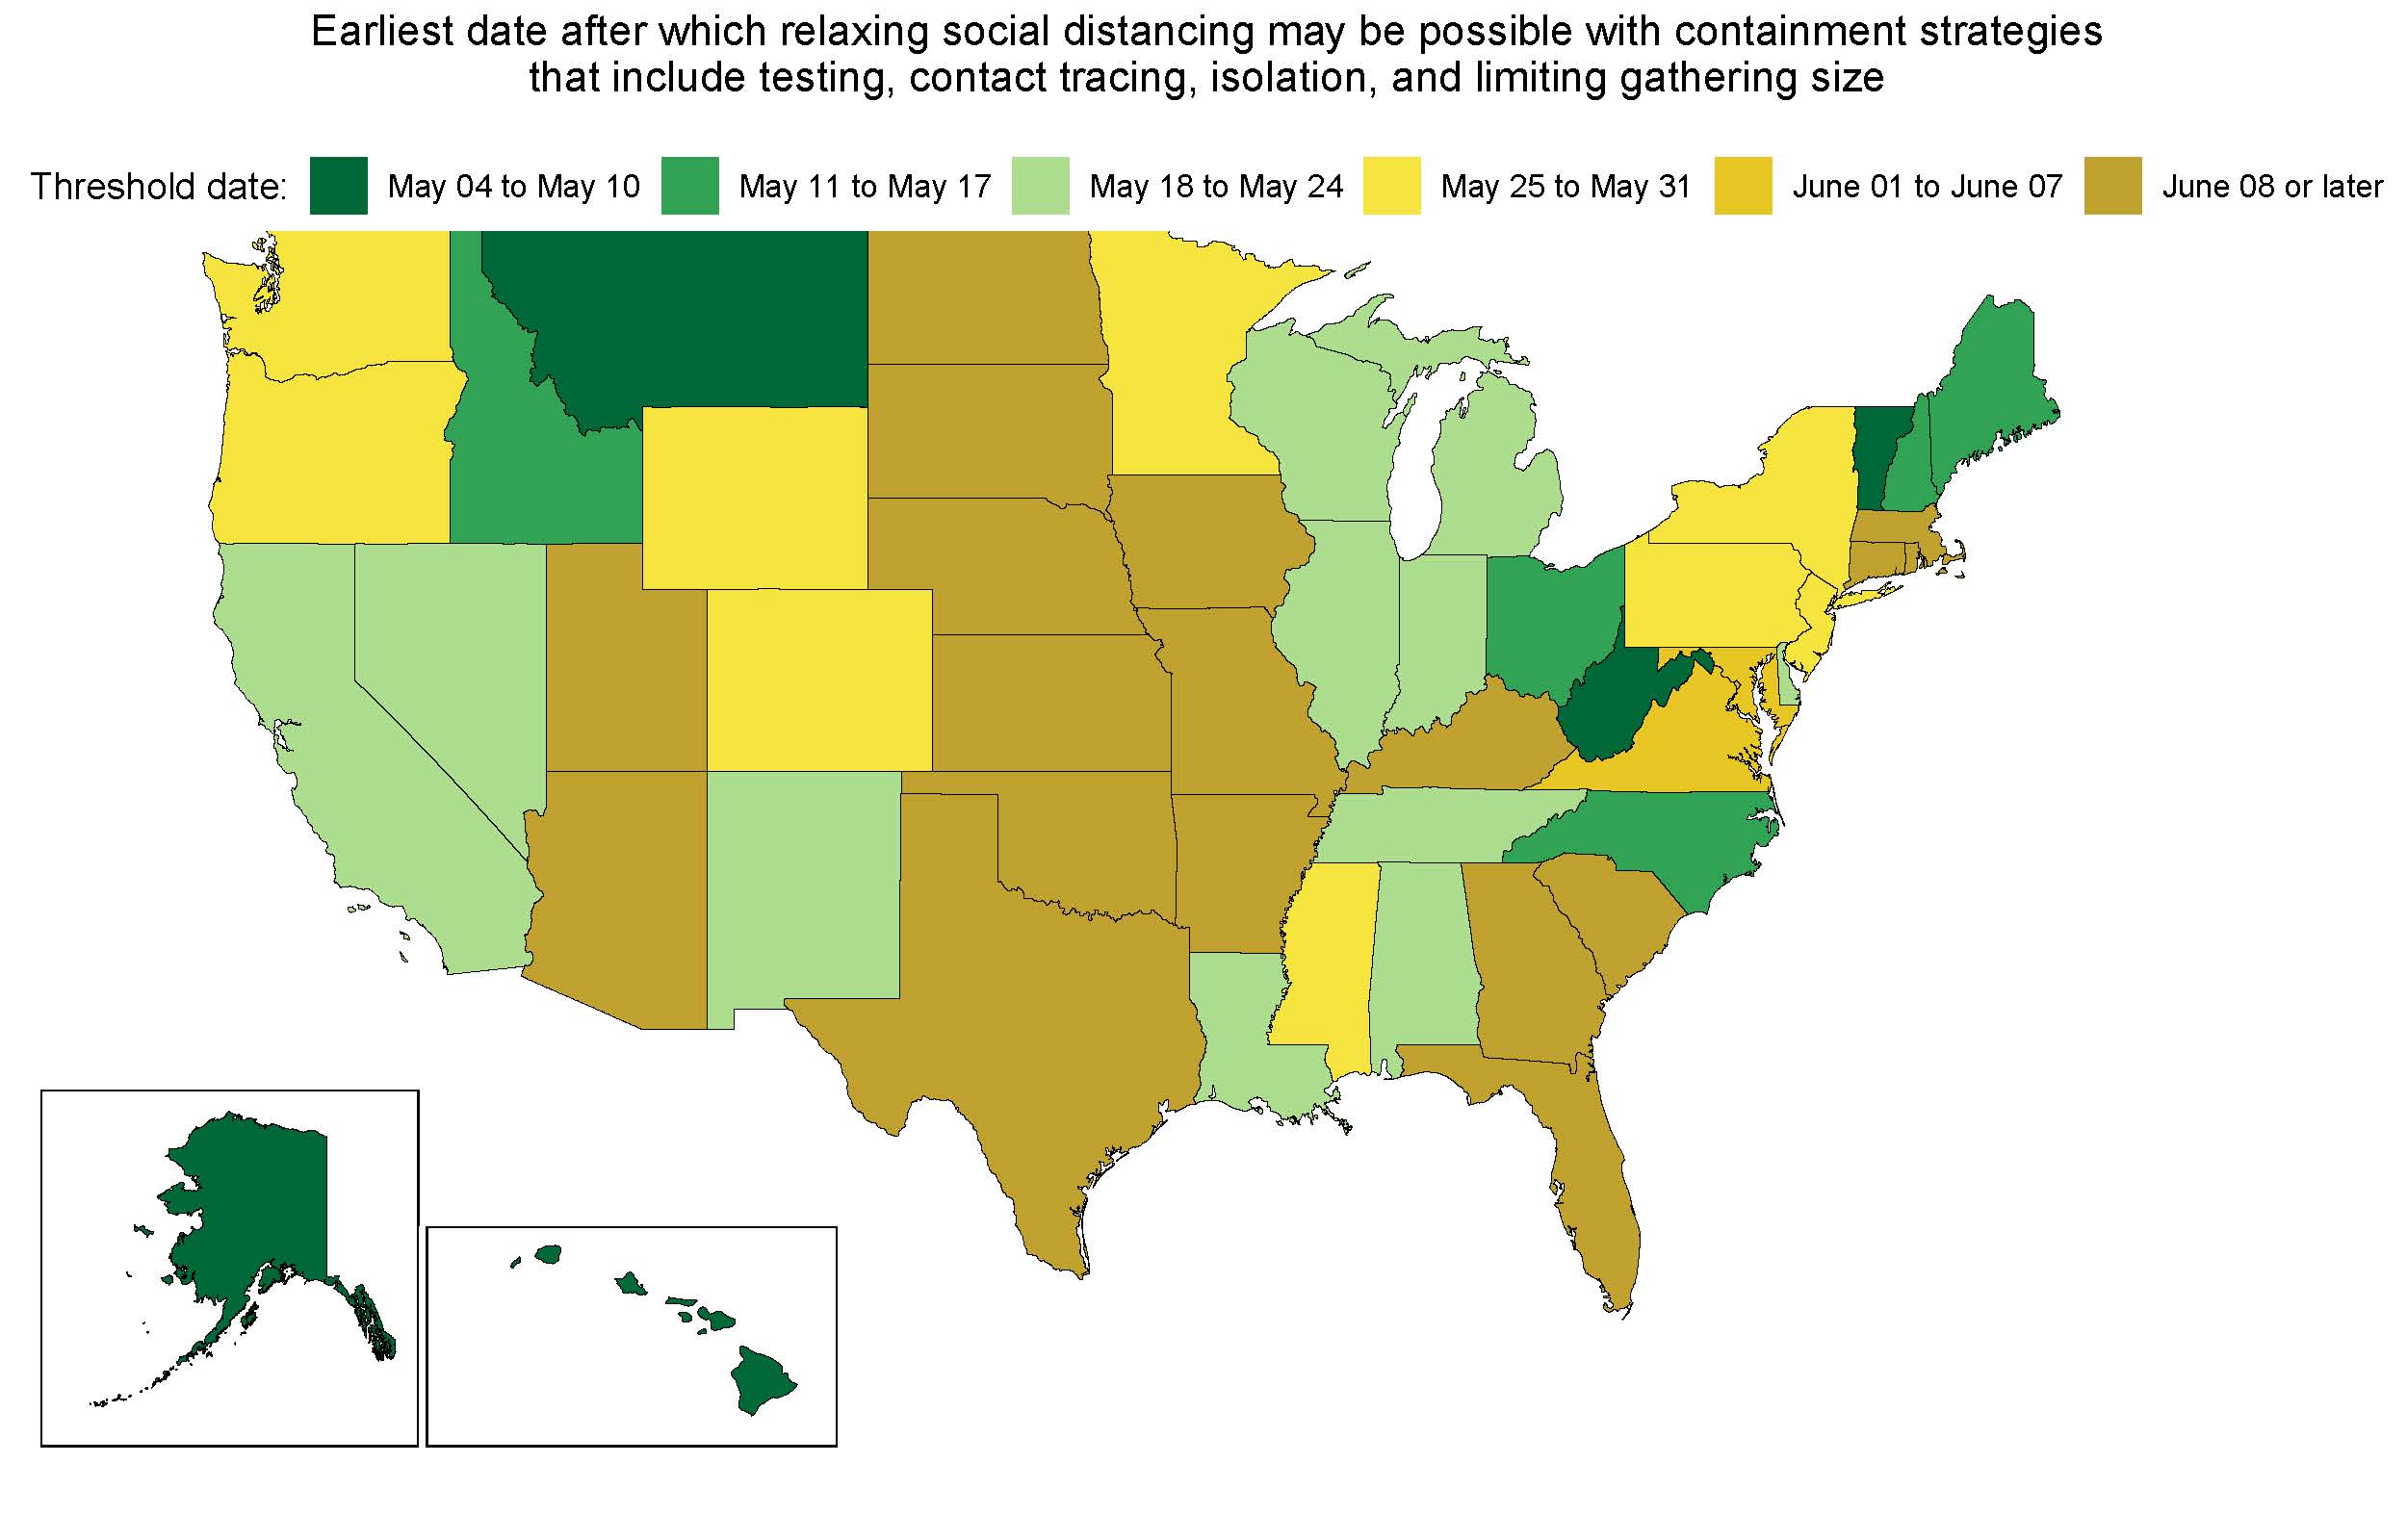 Earliest date after which relaxing social distancing may be possible with containment strategies
that include testing, contact tracing, isolation, and limiting gathering size
Threshold date: May 04 to May 10 May 11 to May 17 May 18 to May 24 May 25 to May 31 June 01 to June 07 June 08 or later